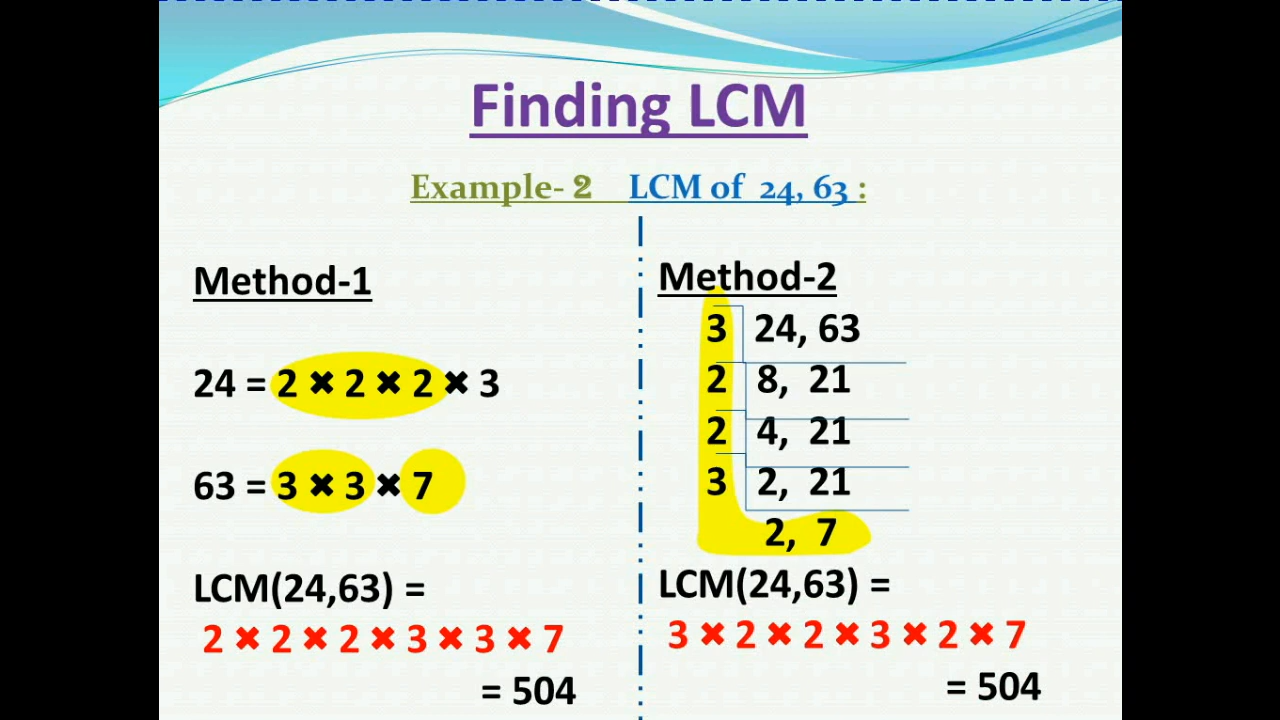 Finding LCM
Example- 2 LCM of 24, 63 :
Method-1
24 = 2 ✖ 2 ✖ 2 ✖ 3
63 = 3 ✖ 3 ✖ 7
LCM(24,63) =
2 ✖ 2 ✖ 2 ✖ 3 ✖ 3 ✖ 7
= 504
Method-2
3 24, 63
2 8, 21
2 4, 21
3 2, 21
2, 7
LCM(24,63) =
3 ✖ 2 ✖ 2 ✖ 3 ✖ 2 ✖ 7
= 504